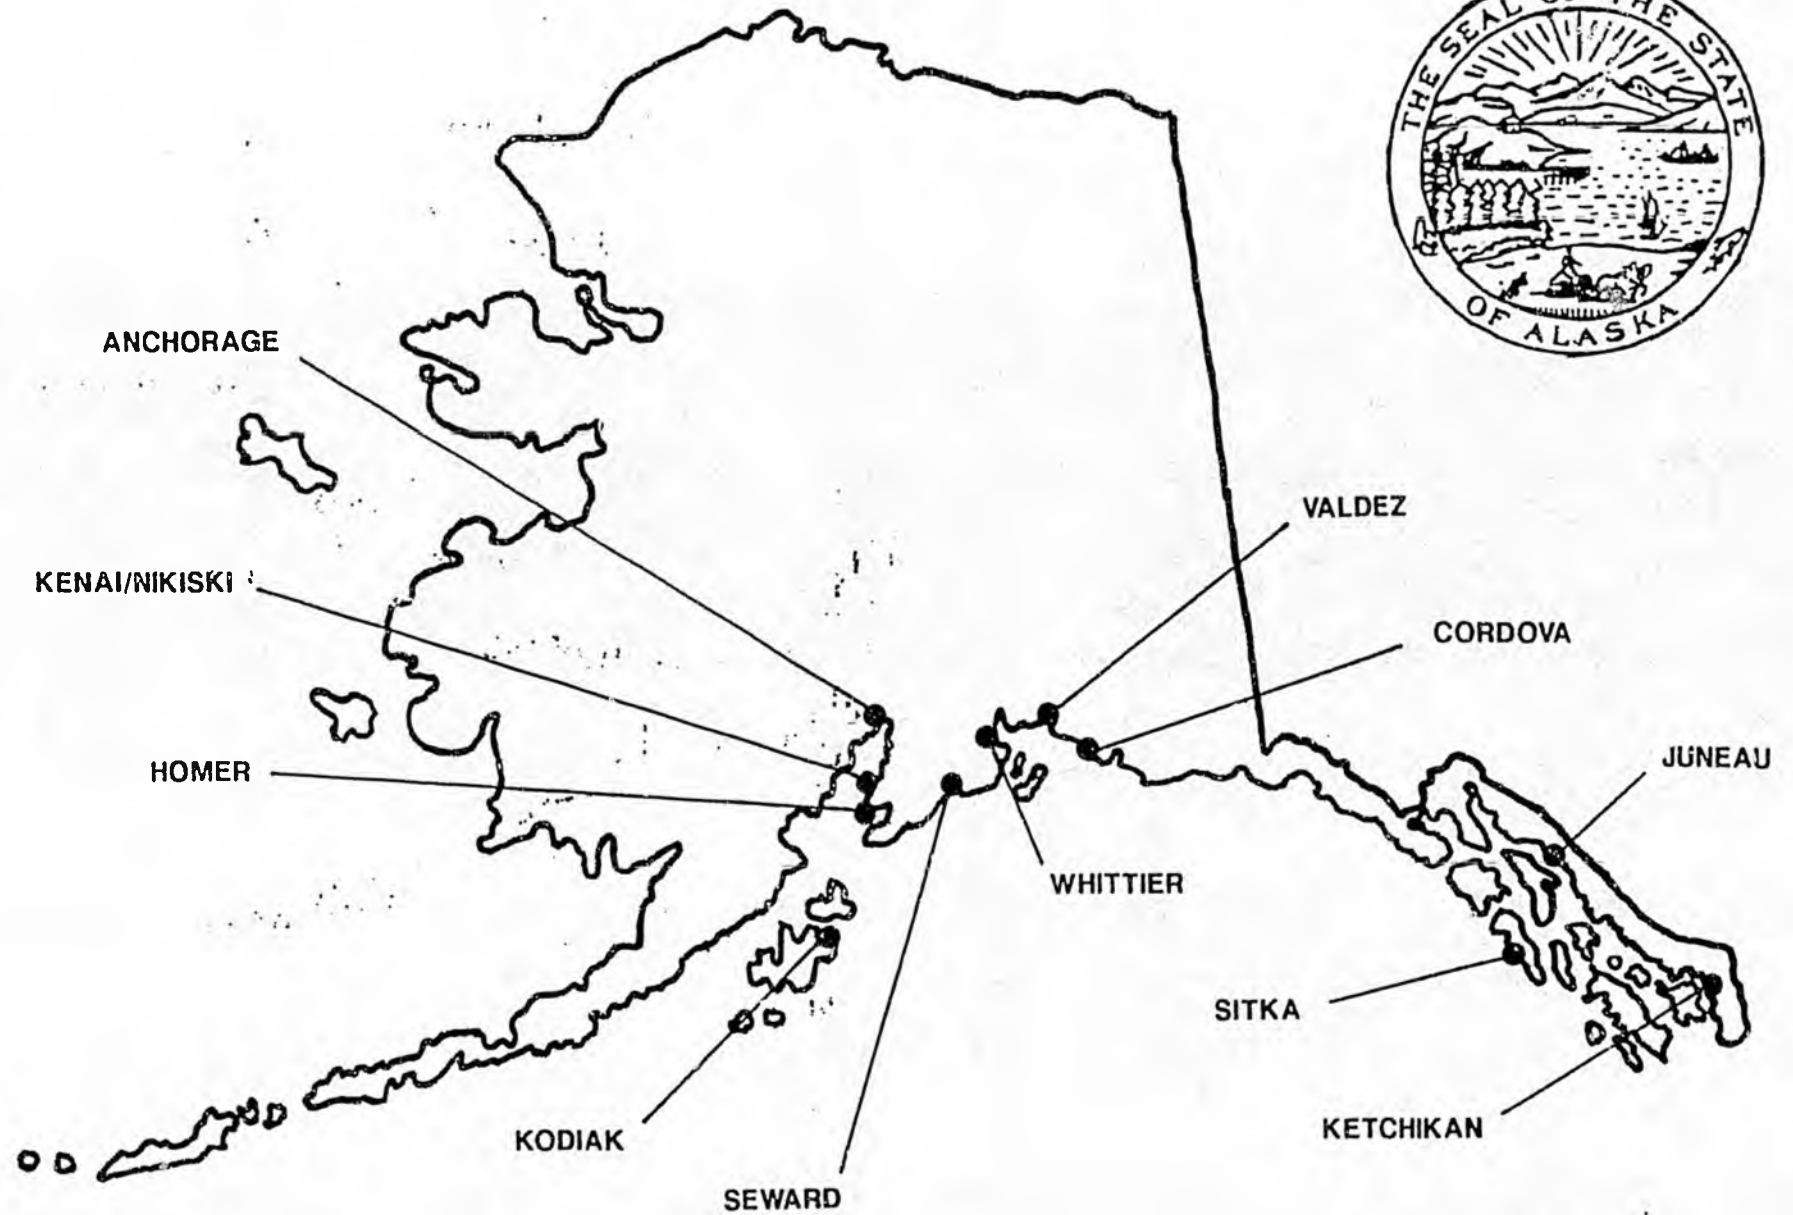 THE SEAL OF THE STATE
OF ALASKA
ANCHORAGE
VALDEZ
KENAI/NIKISKI
CORDOVA
JUNEAU
HOMER
WHITTIER
SITKA
KETCHIKAN
KODIAK
SEWARD